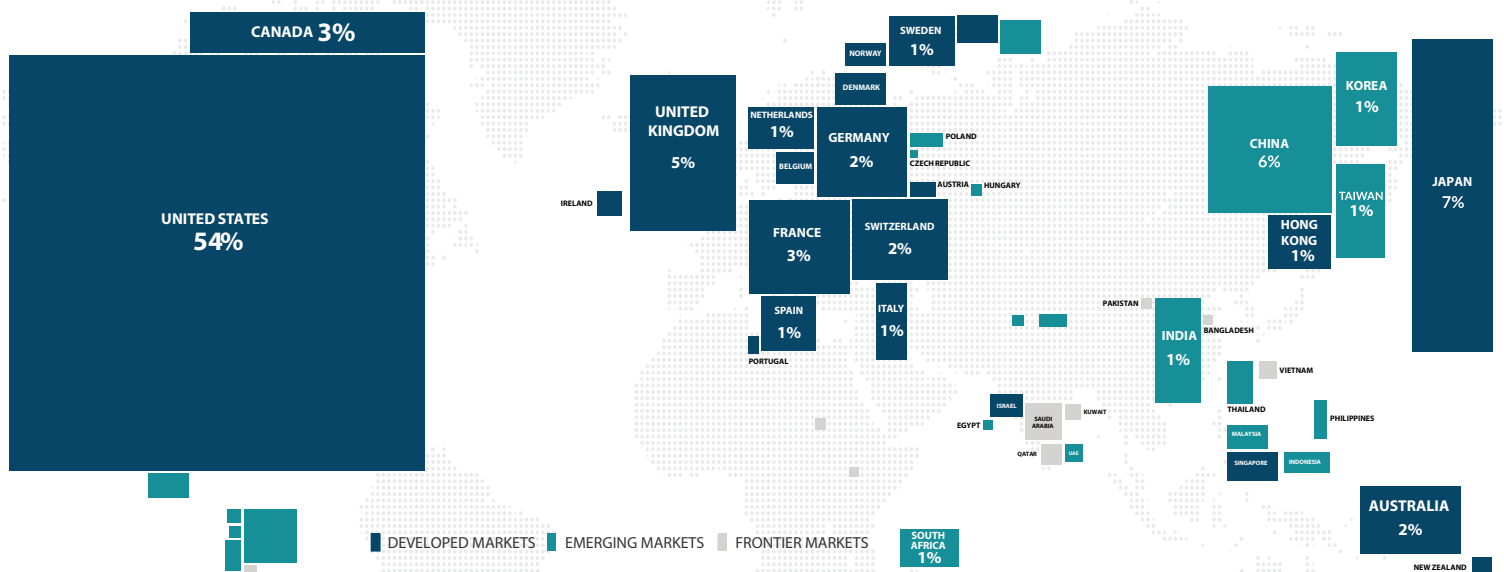 CANADA 3%
UNITED STATES
54%
IRELAND
UNITED
KINGDOM
5%
NORWAY
SWEDEN
1%
DENMARK
NETHERLANDS
1%
BELGIUM
GERMANY
2%
POLAND
CZECH REPUBLIC
AUSTRIA
HUNGARY
FRANCE
3%
SWITZERLAND
2%
SPAIN
1%
ITALY
1%
PORTUGAL
EGYPT
ISRAEL
SAUDI
ARABIA
KUWAIT
QATAR
UAE
PAKISTAN
INDIA
1%
BANGLADESH
CHINA
6%
HONG
KONG
1%
KOREA
1%
TAIWAN
1%
JAPAN
7%
VIETNAM
THAILAND
PHILIPPINES
MALAYSIA
SINGAPORE
INDONESIA
AUSTRALIA
2%
NEW ZEALAND
DEVELOPED MARKETS
EMERGING MARKETS
FRONTIER MARKETS
SOUTH
AFRICA
1%